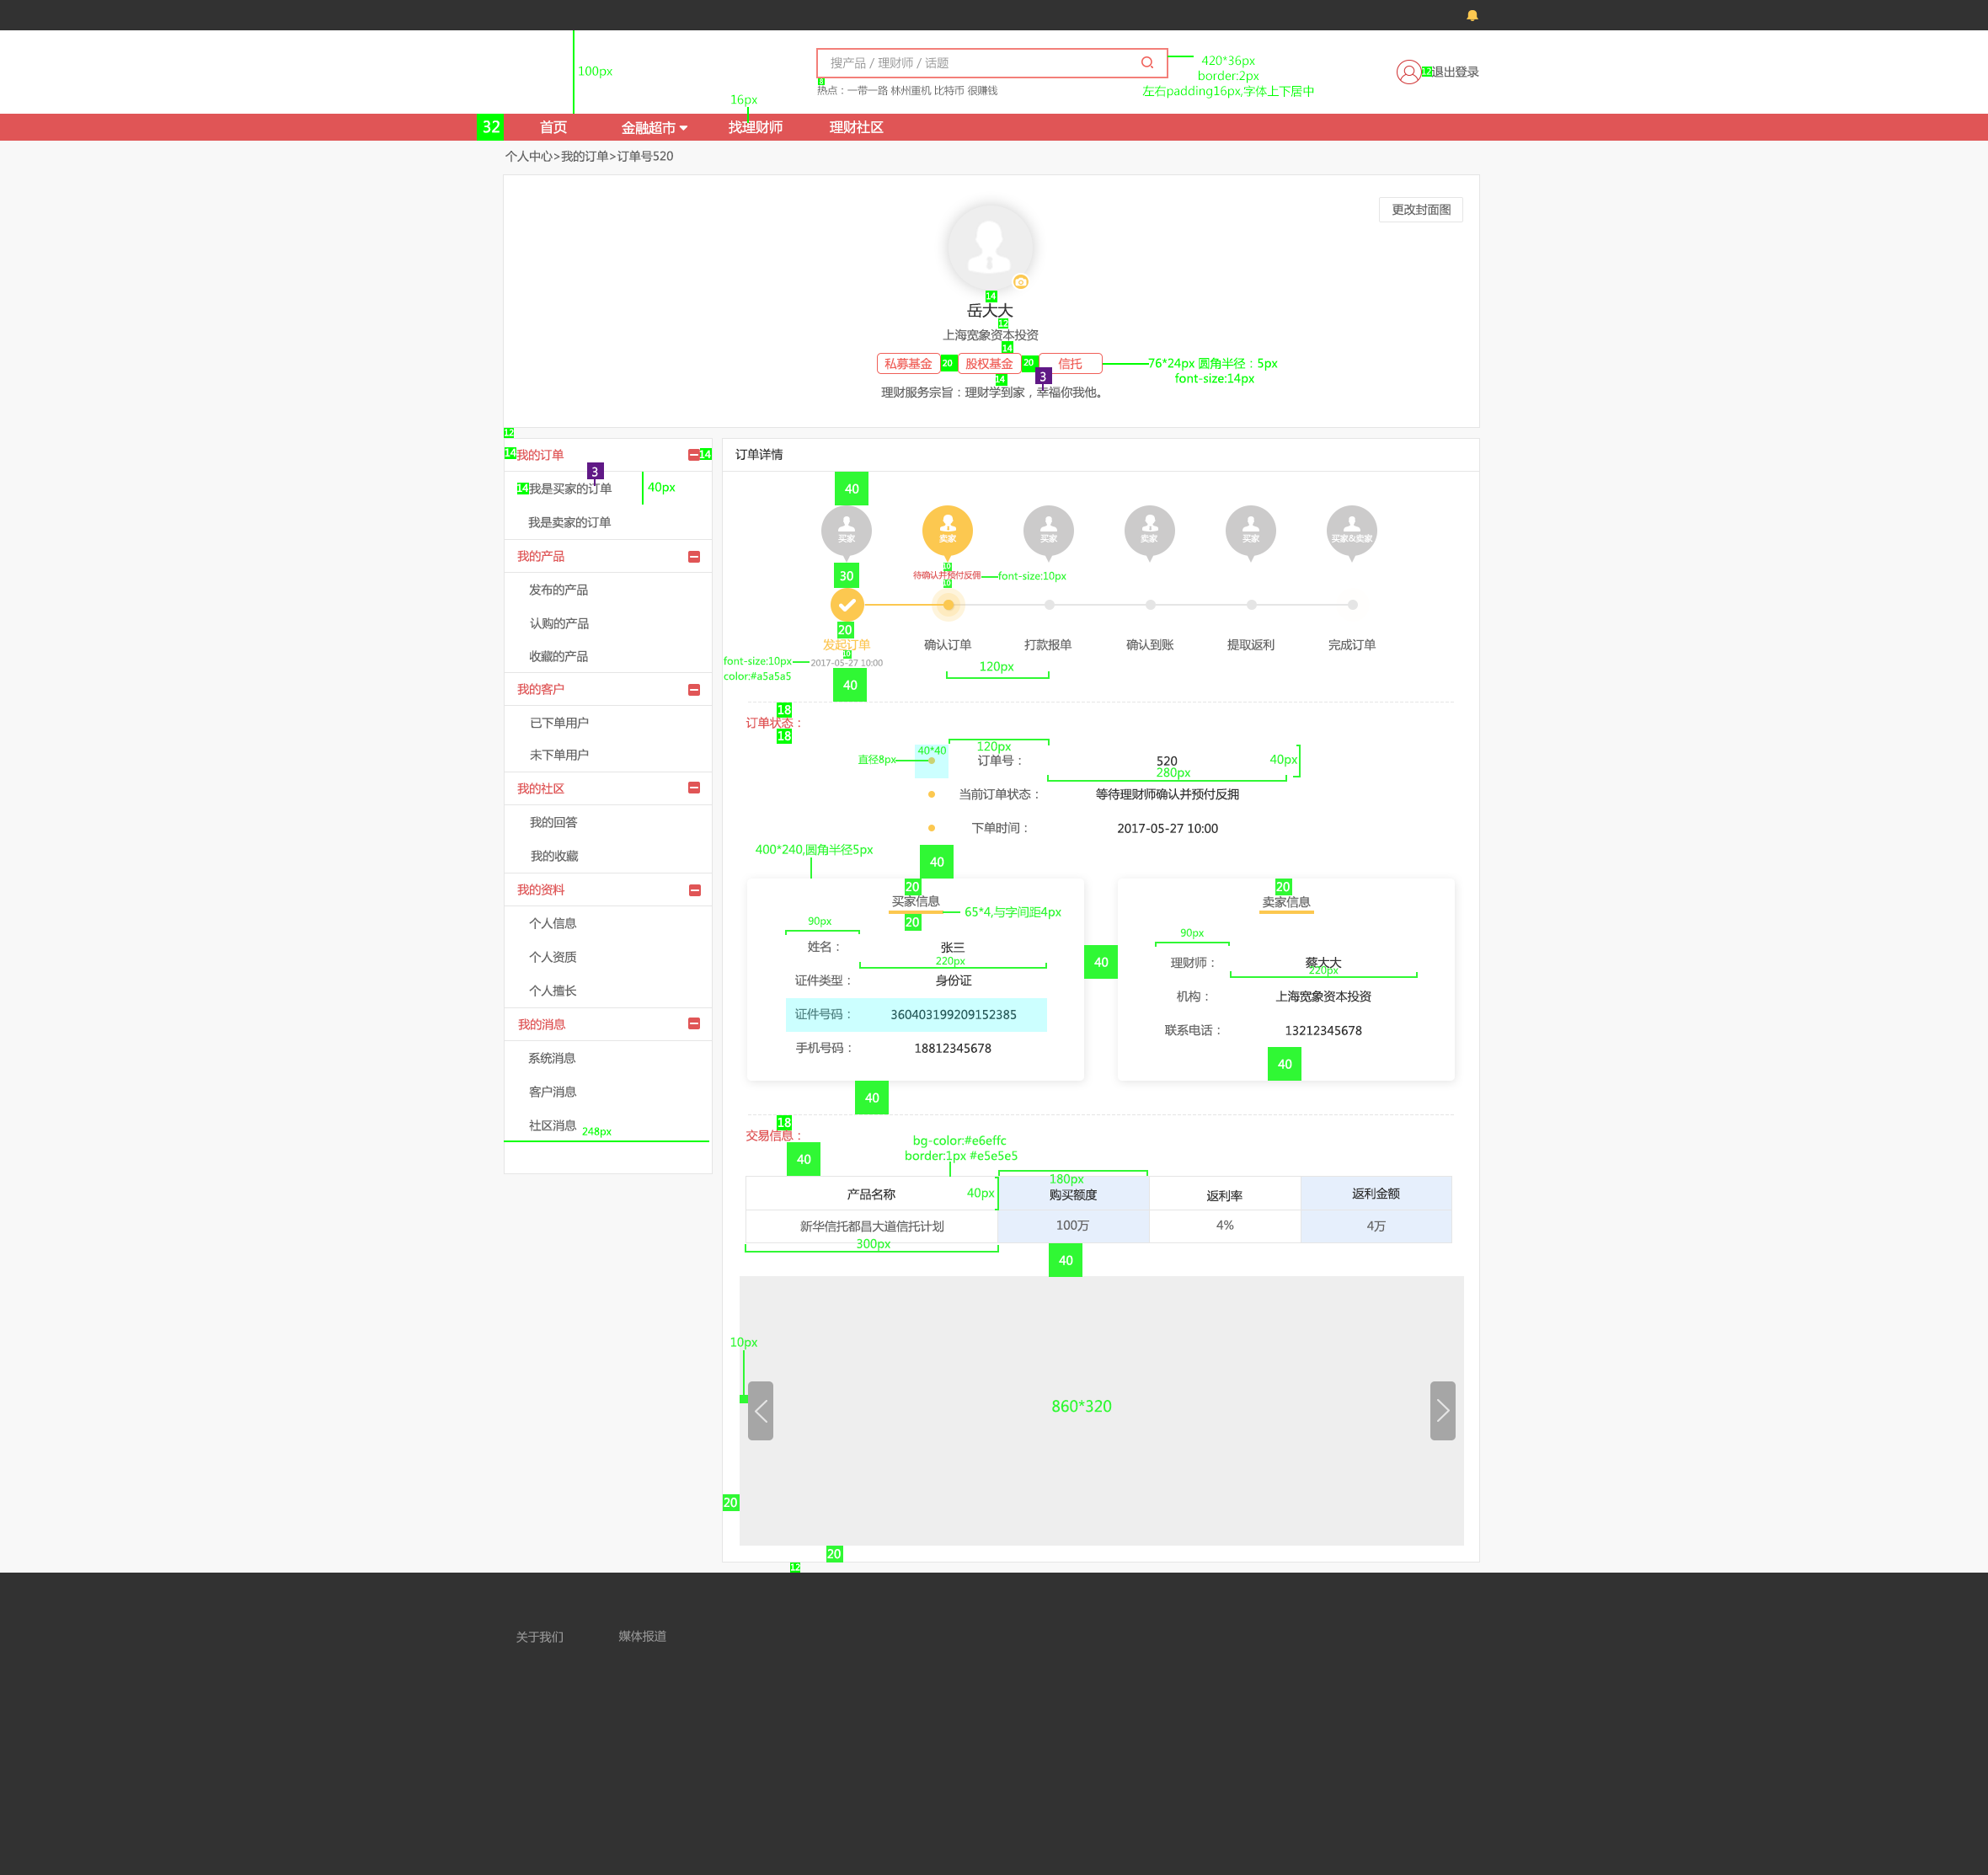 100px
搜产品 / 理财师 / 话题
420*36px
border:2px
左右padding16px,字体上下居中
12
退出登录
8
热点：一带一路 林州重机 比特币 很赚钱
16px
32
首页
金融超市
找理财师
理财社区
个人中心>我的订单>订单号520
更改封面图
14
岳大大
12
上海宽象资本投资
14
私募基金
20
股权基金
20
信托
76*24px 圆角半径：5px
font-size:14px
14
3
理财服务宗旨：理财学到家，幸福你我他。
12
14
我的订单
14
3
14
我是买家的订单
40px
我是卖家的订单
我的产品
发布的产品
认购的产品
收藏的产品
我的客户
已下单用户
未下单用户
我的社区
我的回答
我的收藏
我的资料
个人信息
个人资质
个人擅长
我的消息
系统消息
客户消息
社区消息
248px
订单详情
40
买家
卖家
买家
卖家
买家
买家&卖家
30
10
待确认并预付反佣
font-size:10px
10
20
发起订单
确认订单
打款报单
确认到账
提取返利
完成订单
10
font-size:10px
2017-05-27 10:00
color:#a5a5a5
120px
40
18
订单状态：
18
40*40
120px
直径8px
订单号：
520
40px
280px
当前订单状态：
等待理财师确认并预付反拥
下单时间：
2017-05-27 10:00
400*240,圆角半径5px
40
20
买家信息
65*4,与字间距4px
20
90px
姓名：
张三
220px
证件类型：
身份证
证件号码：
360403199209152385
手机号码：
18812345678
40
20
卖家信息
90px
理财师：
蔡大大
220px
机构：
上海宽象资本投资
联系电话：
13212345678
40
40
18
交易信息：
40
bg-color:#e6effc
border:1px #e5e5e5
180px
40px
产品名称
购买额度
返利率
返利金额
新华信托都昌大道信托计划
100万
4%
4万
300px
40
10px
860*320
20
20
12
关于我们
媒体报道